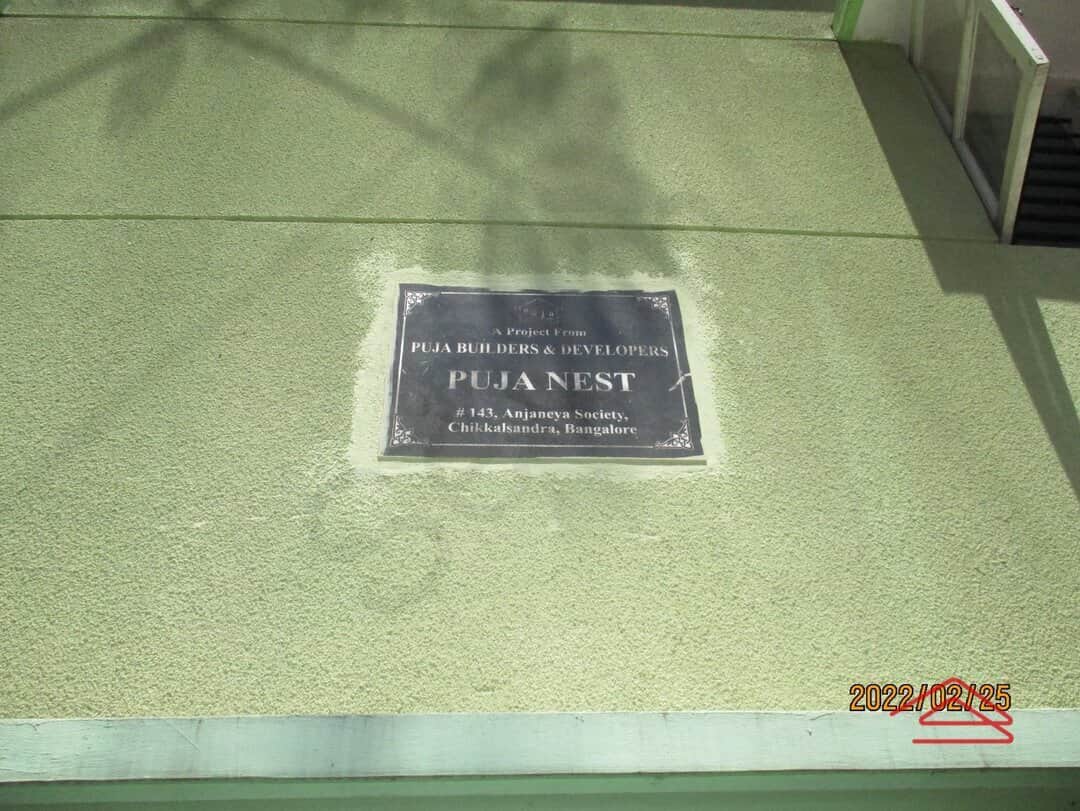 A Project From
PUJA BUILDERS & DEVELOPERS
PUJA NEST
# 143, Anjaneya Society,
Chikkalsandra, Bangalore
2022/02/25